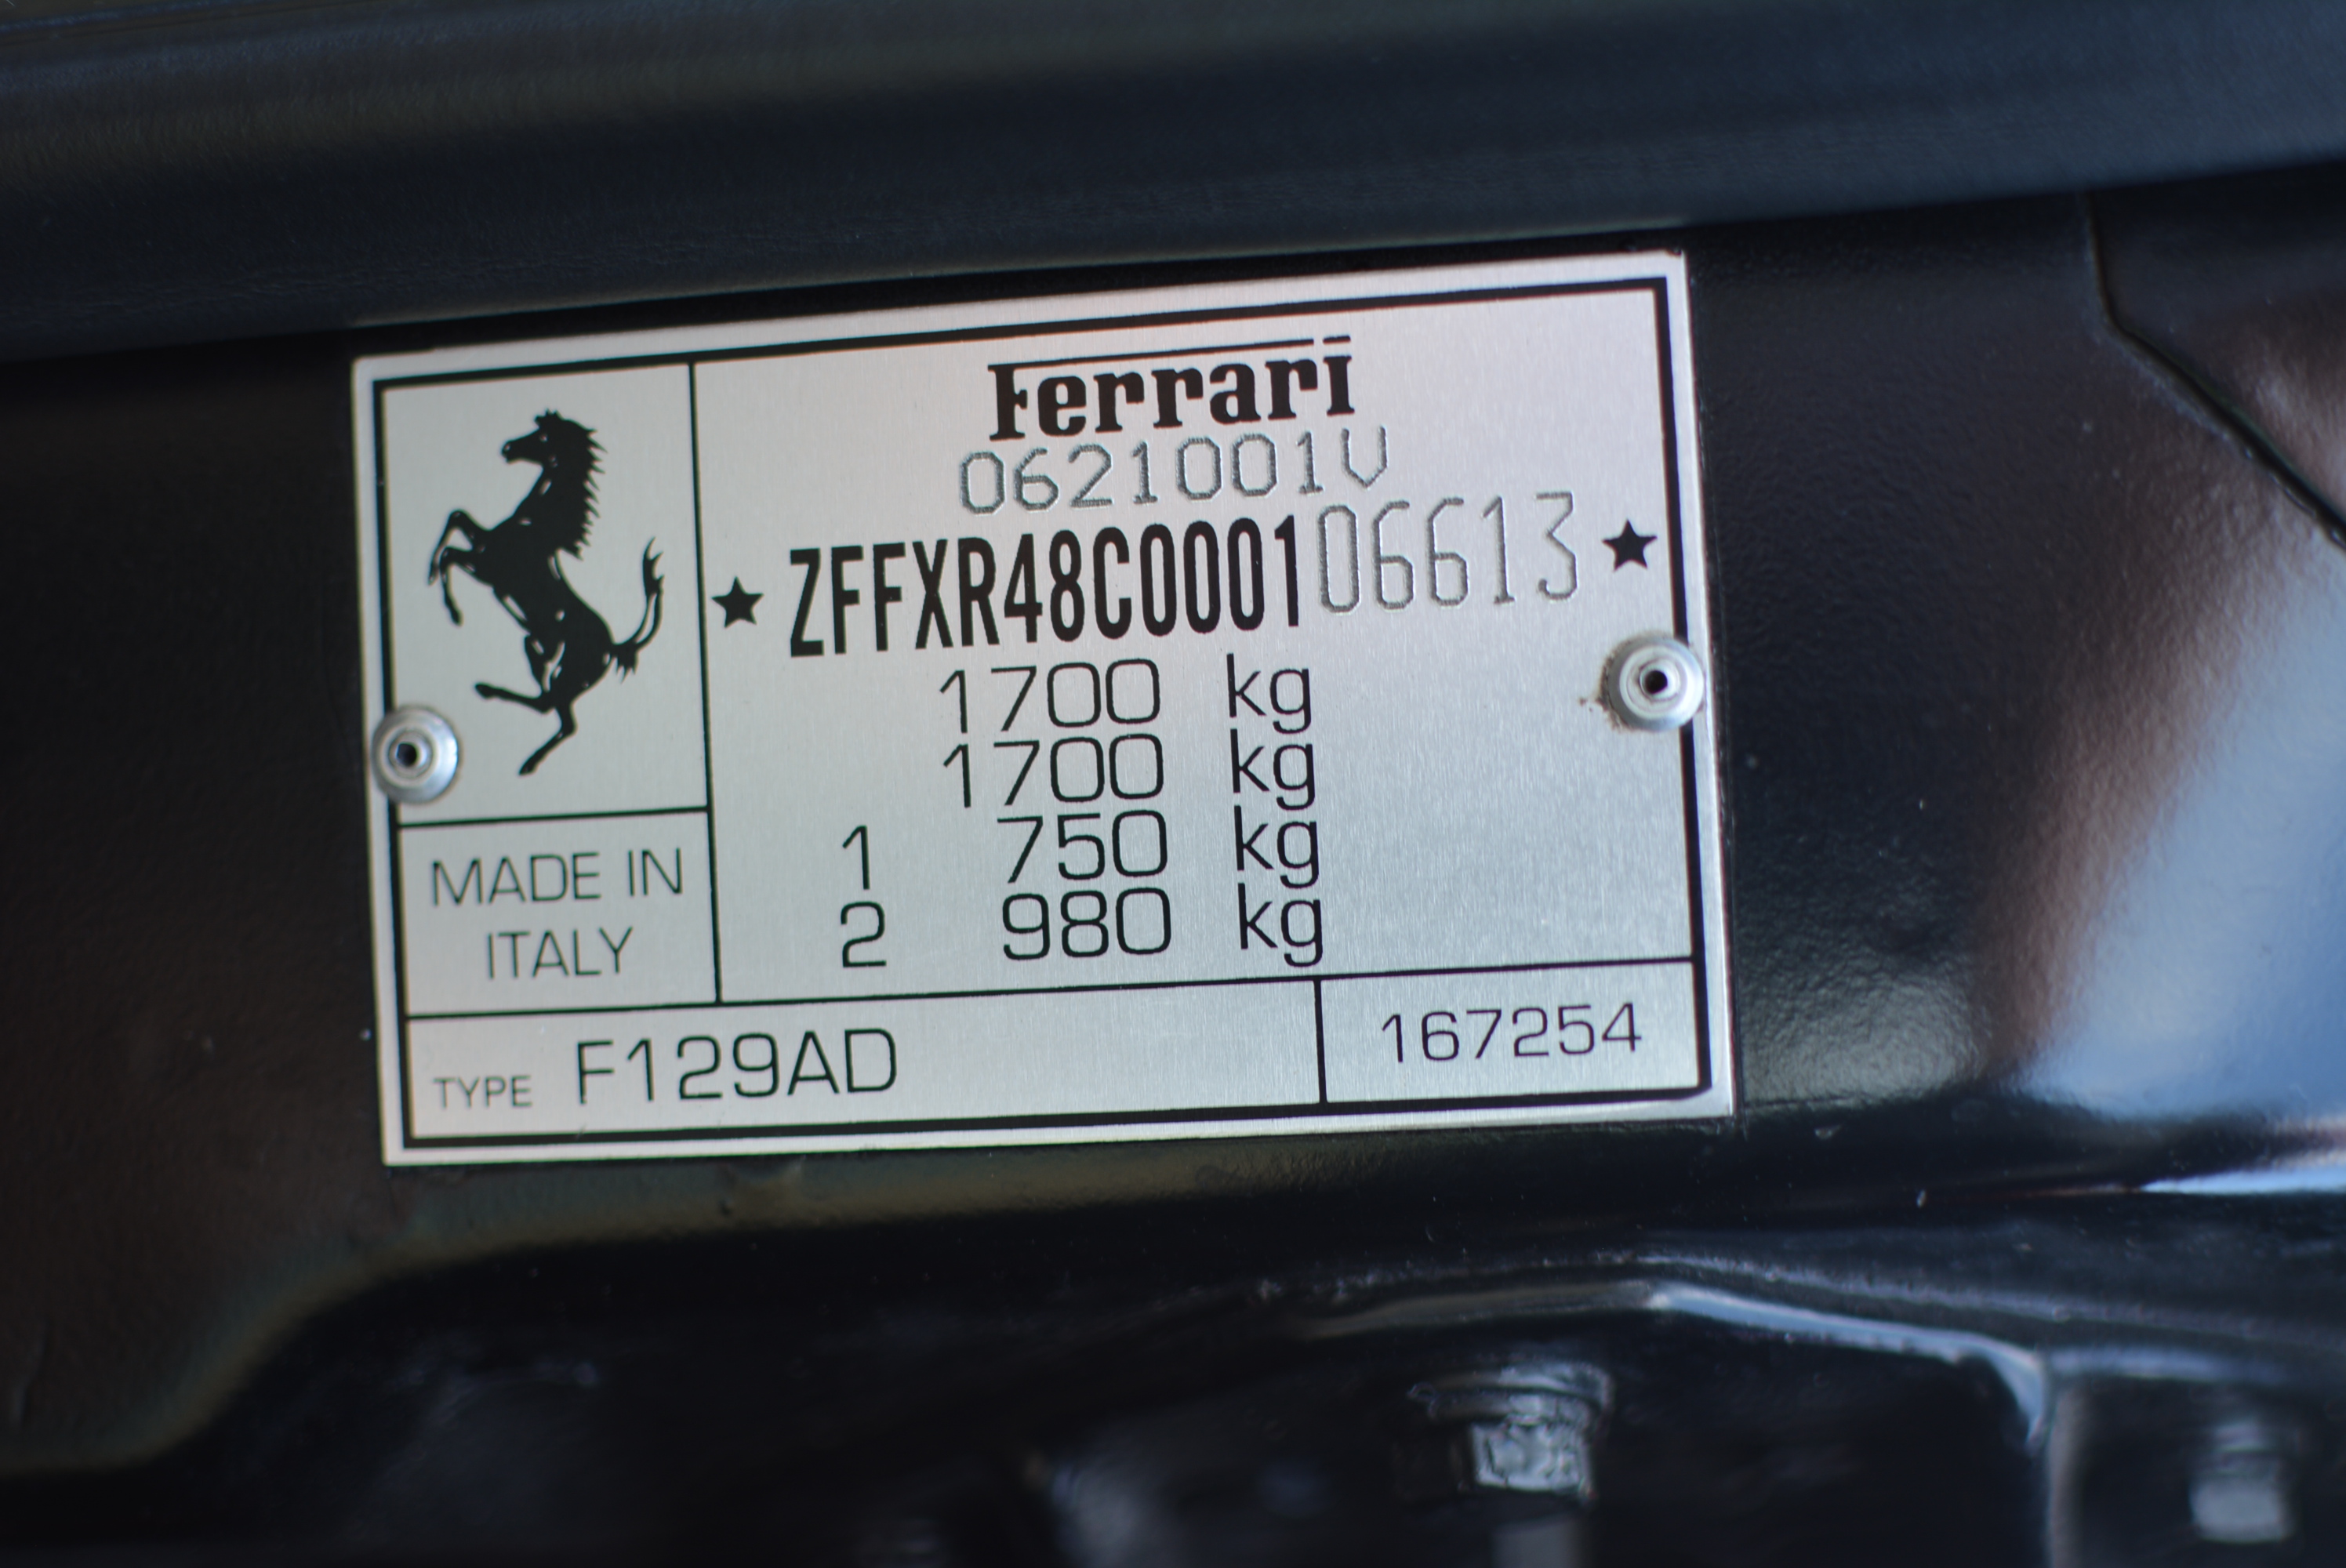 Ferrari
0621001V
★ ZFFXR48C000106613 ★
1700 kg
1700 kg
1 750 kg
2 980 kg
MADE IN
ITALY
TYPE F129AD
167254